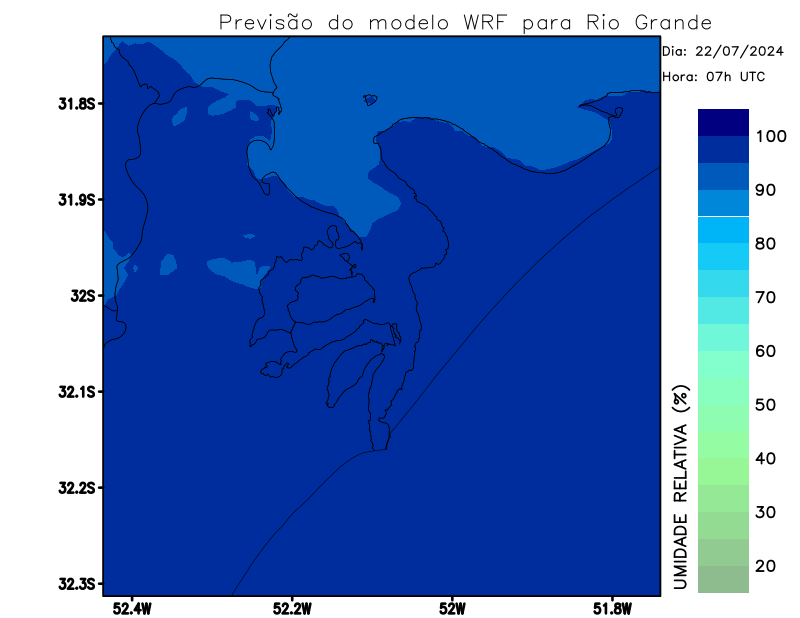 Previsão do modelo WRF para Rio Grande
Dia: 22/07/2024
Hora: 07h UTC
31.8S
31.9S
32S
32.1S
32.2S
32.3S
52.4W
52.2W
52W
51.8W
UMIDADE RELATIVA (%)
100
90
80
70
60
50
40
30
20